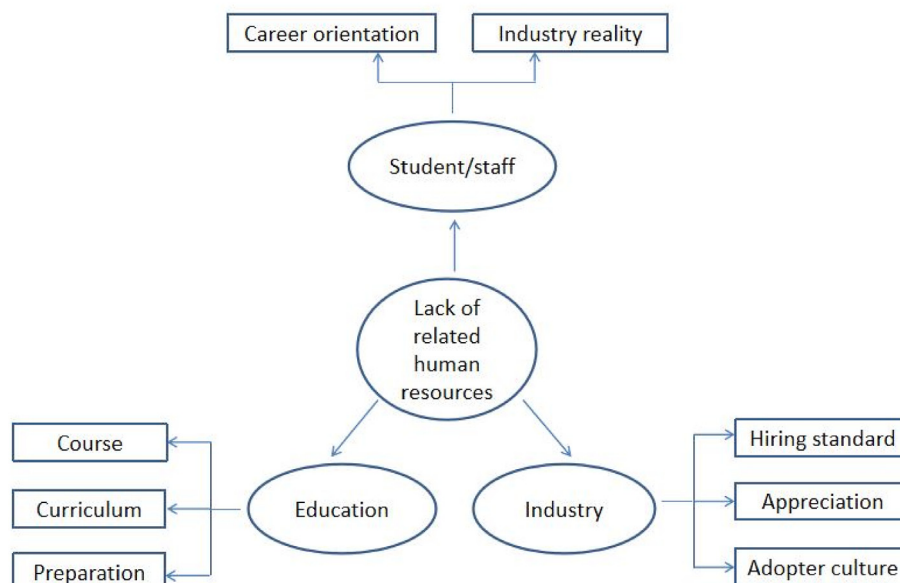 Career orientation
Industry reality
Student/staff
Lack of
related
human
resources
Course
Curriculum
Preparation
Education
Industry
Hiring standard
Appreciation
Adopter culture